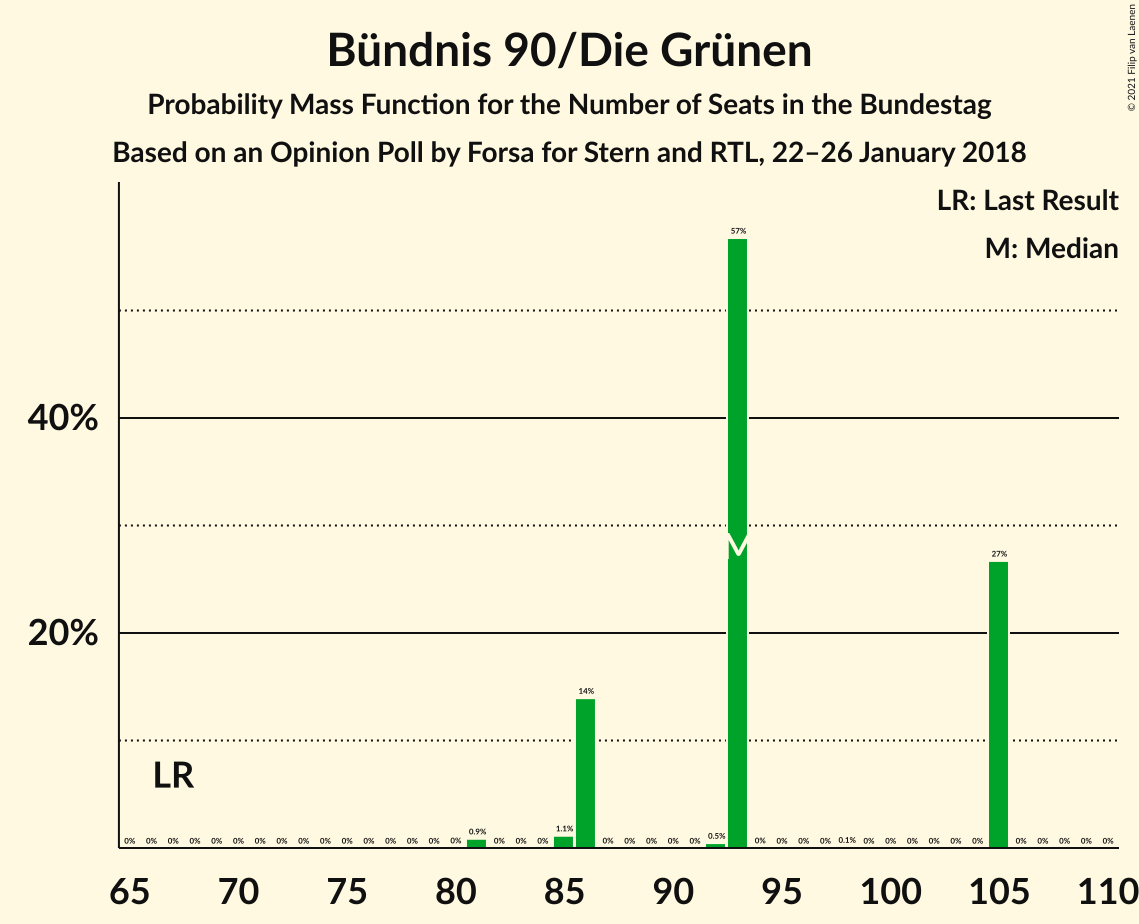 Bündnis 90/Die Grünen
Probability Mass Function for the Number of Seats in the Bundestag
Based on an Opinion Poll by Forsa for Stern and RTL, 22–26 January 2018
© 2021 Filip van Laenen
LR: Last Result
M: Median
57%
40%
M
27%
20%
14%
LR
0% 0% 0% 0% 0% 0% 0% 0% 0% 0% 0% 0% 0% 0% 0% 0% 0.9% 0% 0% 0% 1.1% 0% 0% 0% 0% 0% 0.5% 0% 0% 0% 0% 0.1% 0% 0% 0% 0% 0% 0% 0% 0% 0% 0% 0%
65 70 75 80 85 90 95 100 105 110